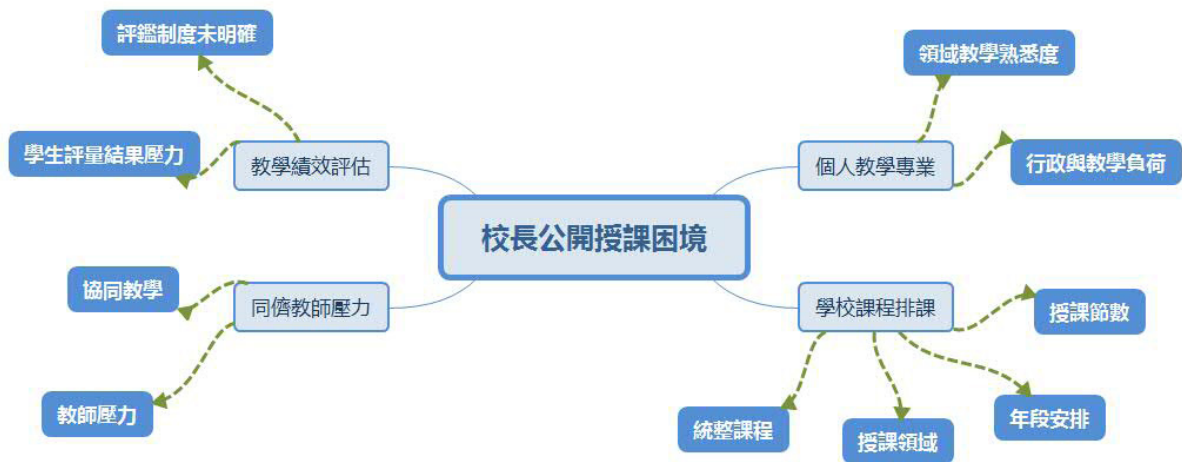 評鑑制度未明確
領域教學熟悉度
學生評量結果壓力
教學績效評估
個人教學專業
行政與教學負荷
校長公開授課困境
協同教學
同儕教師壓力
學校課程排課
授課節數
教師壓力
統整課程
授課領域
年段安排